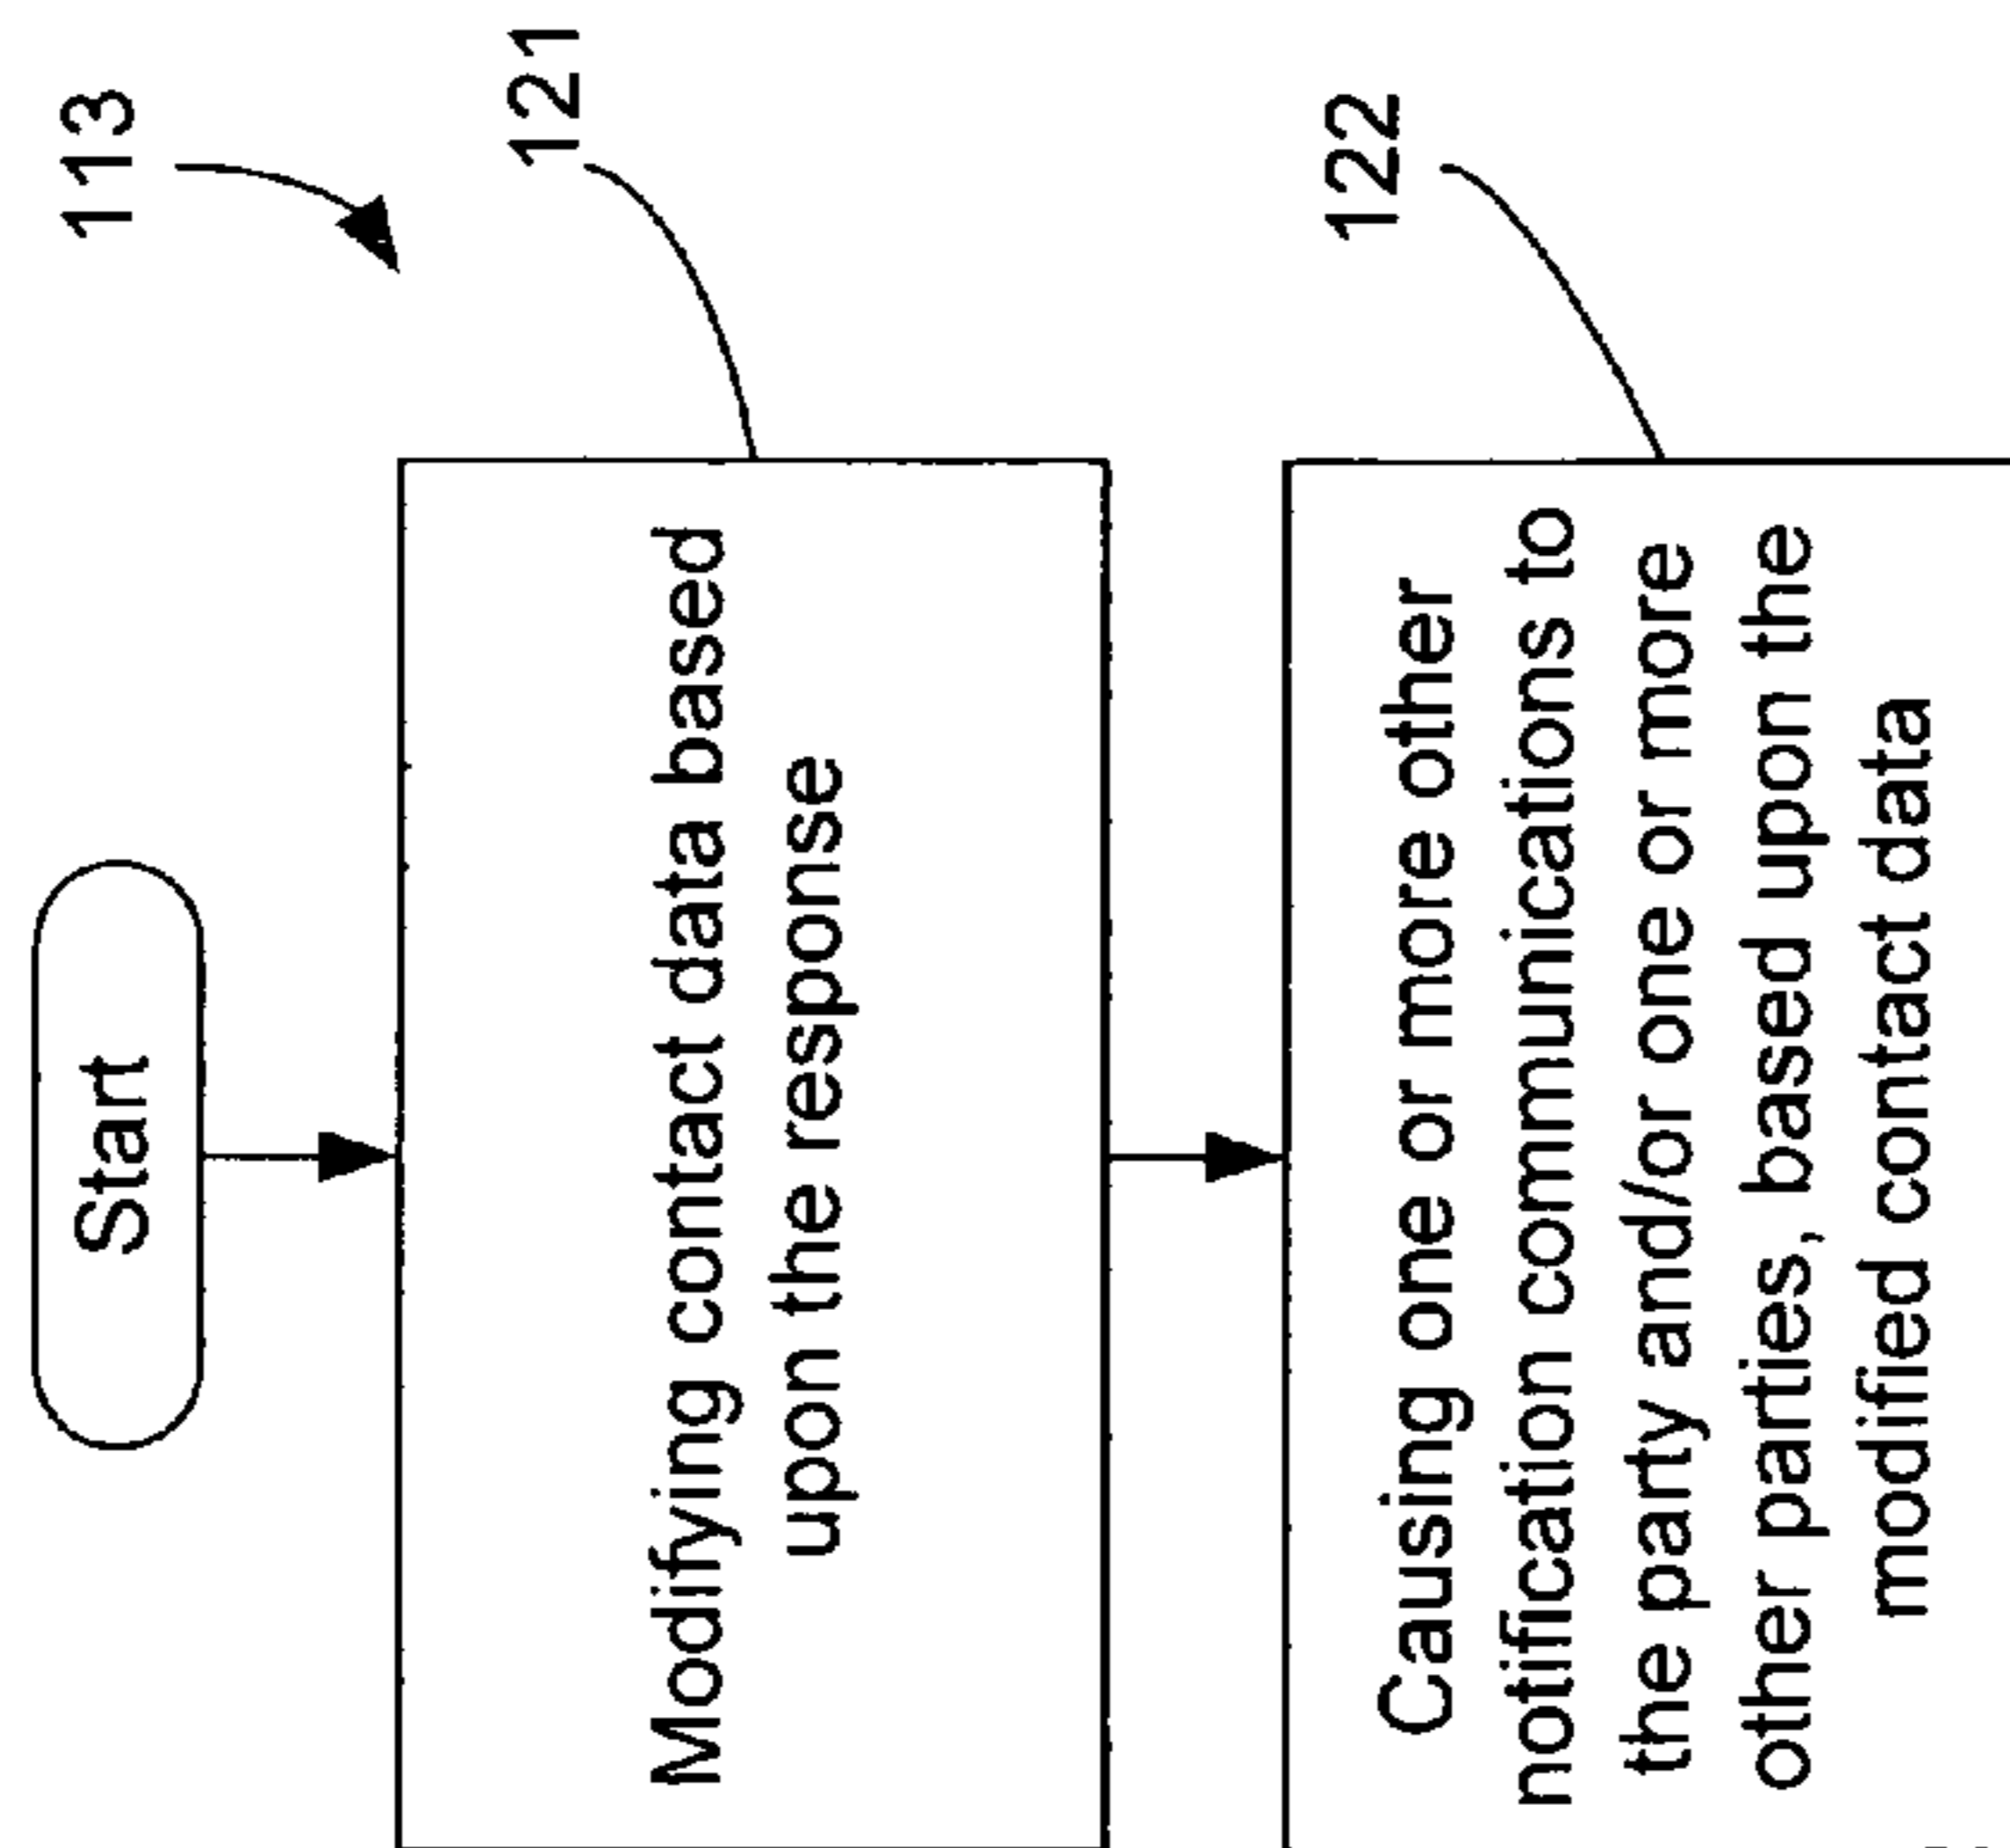 113
Start
121
Modifying contact data based
upon the response
122
Causing one or more other
notification communications to
the party and/or one or more
other parties, based upon the
modified contact data